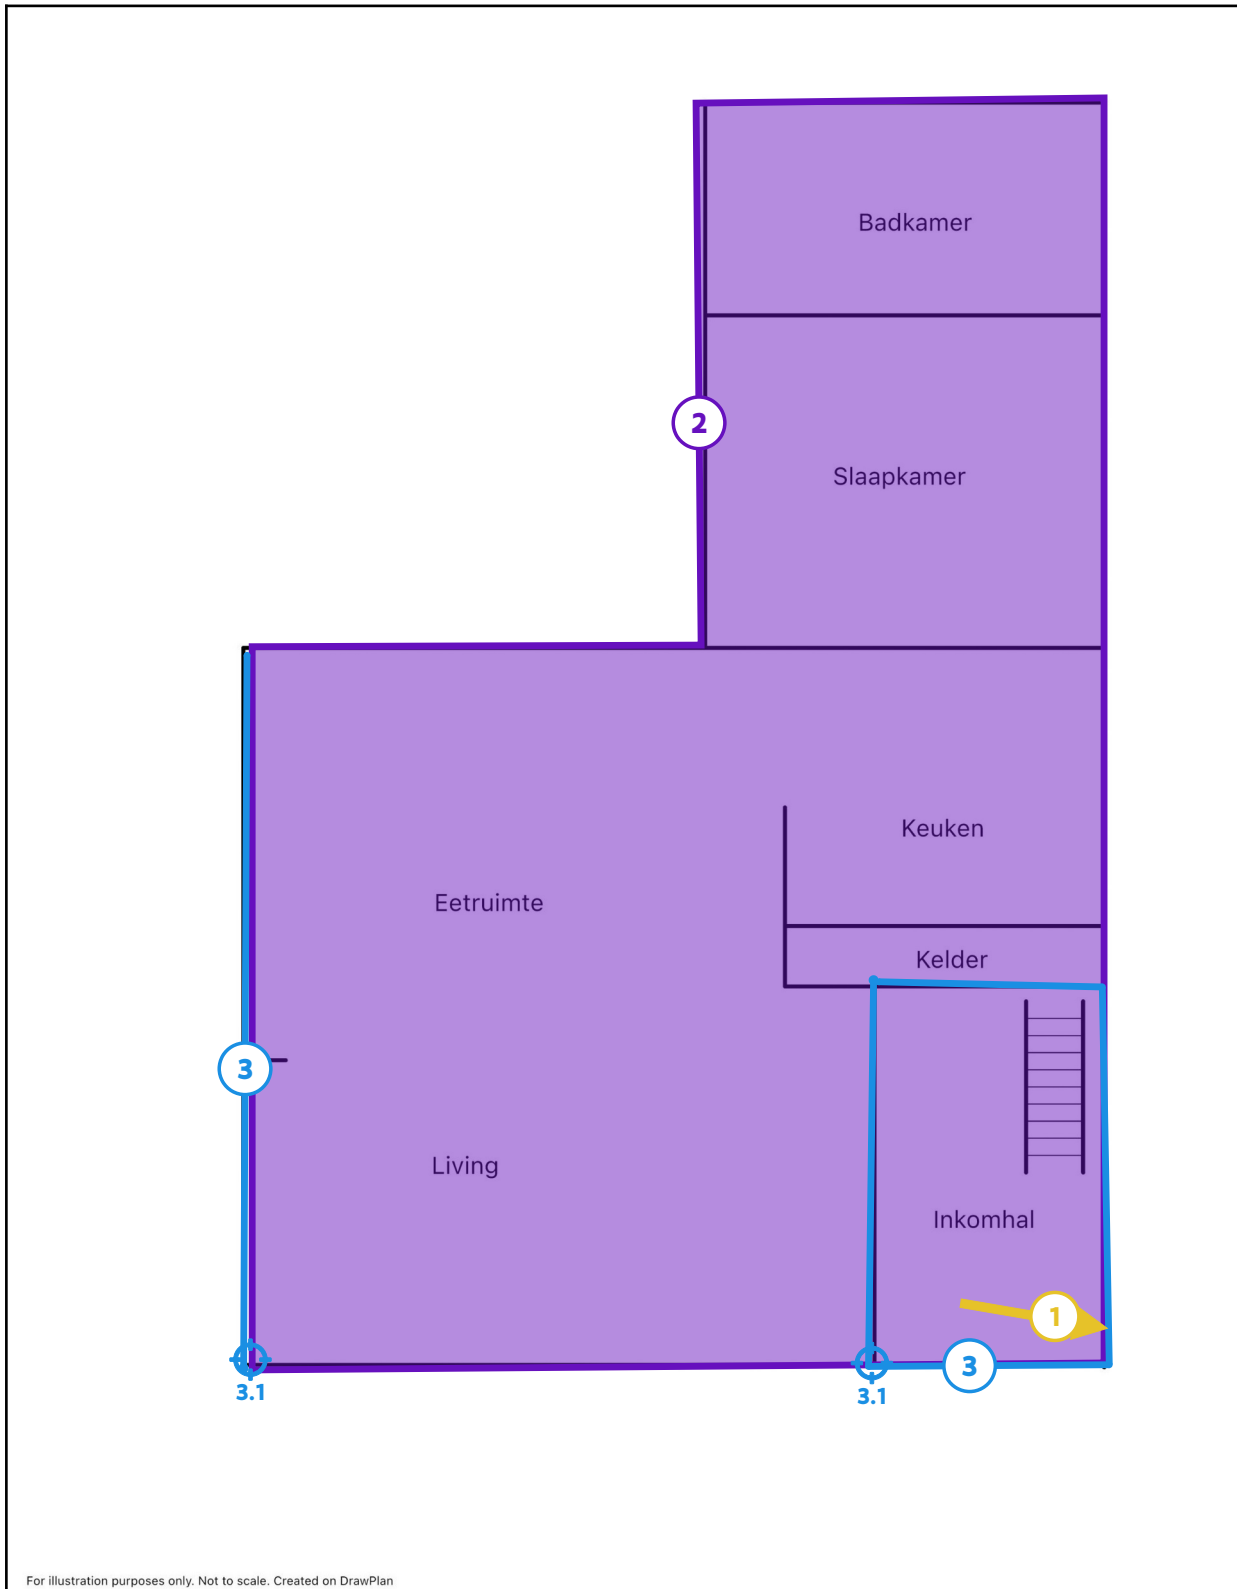 Badkamer
2
Slaapkamer
Keuken
Eetruimte
Kelder
3
Living
Inkomhal
1
3
3.1
3.1
For illustration purposes only. Not to scale. Created on DrawPlan